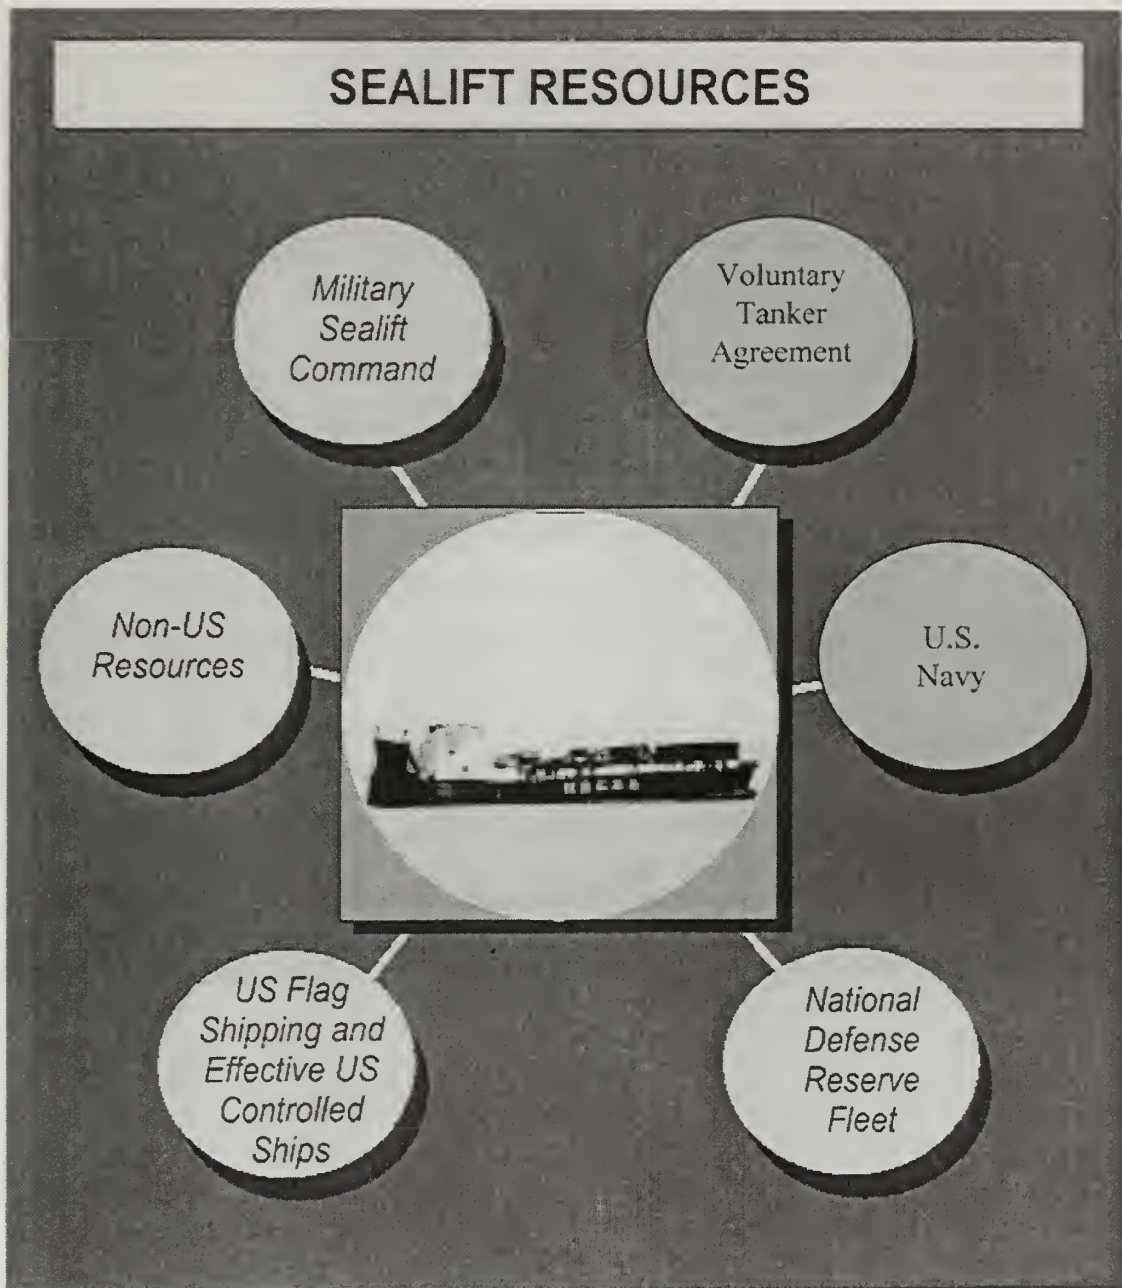 SEALIFT RESOURCES
Military
Sealift
Command
Voluntary
Tanker
Agreement
Non-US
Resources
U.S.
Navy
US Flag
Shipping and
Effective US
Controlled
Ships
National
Defense
Reserve
Fleet